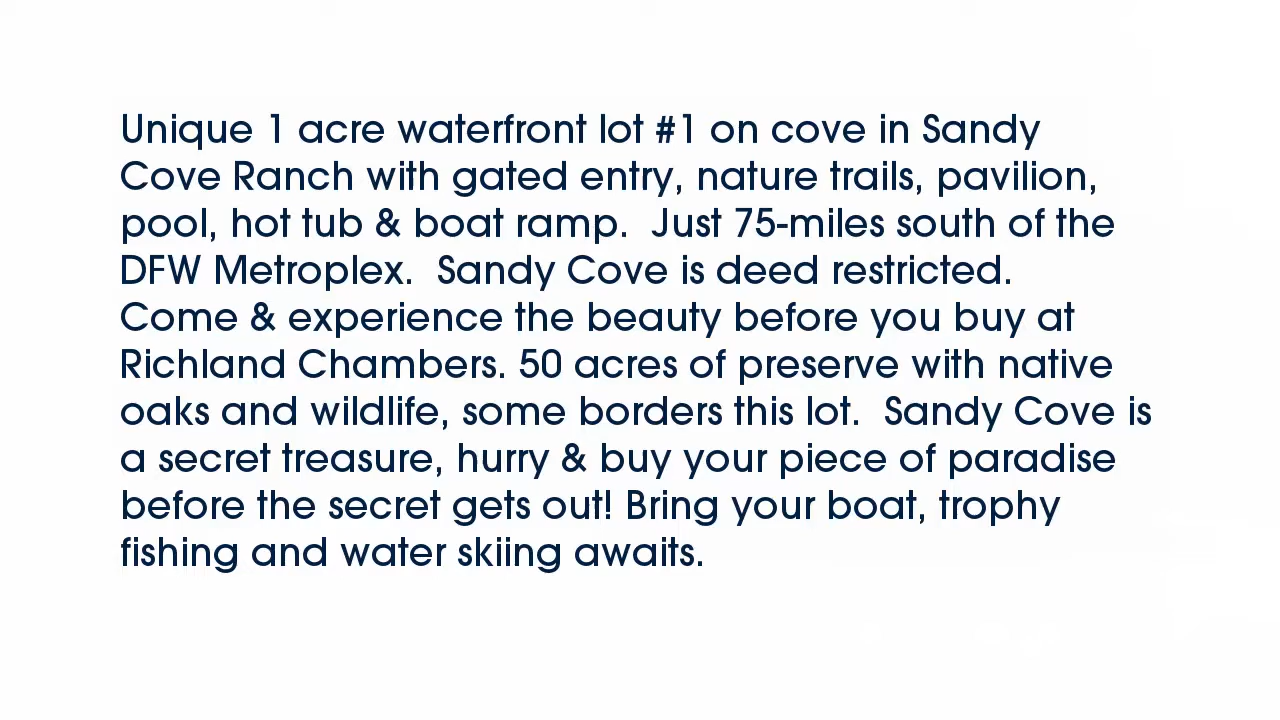 Unique 1 acre waterfront lot #1 on cove in Sandy
Cove Ranch with gated entry, nature trails, pavilion,
pool, hot tub & boat ramp.  Just 75-miles south of the
DFW Metroplex.  Sandy Cove is deed restricted.
Come & experience the beauty before you buy at
Richland Chambers. 50 acres of preserve with native
oaks and wildlife, some borders this lot.  Sandy Cove is
a secret treasure, hurry & buy your piece of paradise
before the secret gets out! Bring your boat, trophy
fishing and water skiing awaits.